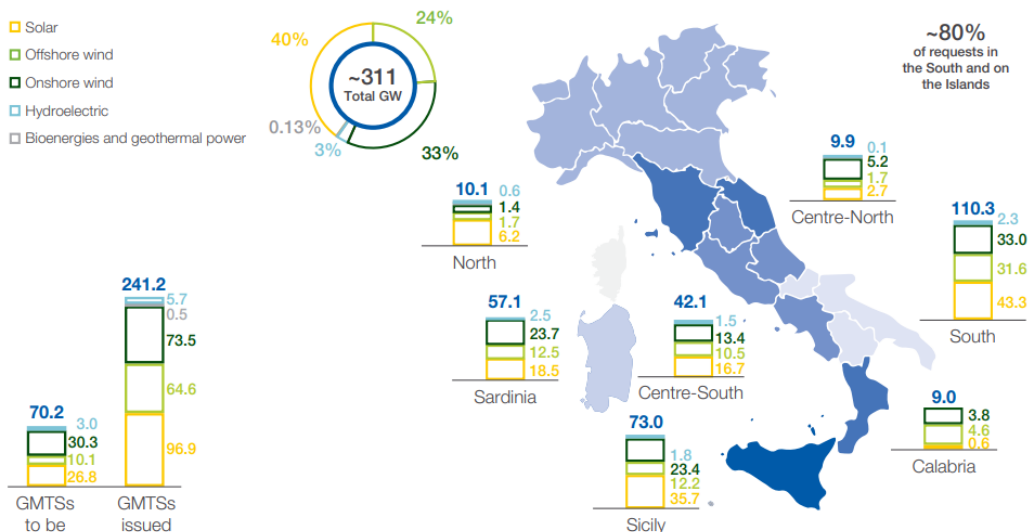 Solar
Offshore wind
Onshore wind
Hydroelectric
Bioenergies and geothermal power
40%
24%
~311
Total GW
0.13%
3%
33%
~80%
of requests in
the South and on
the Islands
9.9
0.1
5.2
1.7
2.7
Centre-North
10.1
0.6
1.4
1.7
6.2
North
110.3
2.3
33.0
31.6
43.3
South
241.2
5.7
0.5
73.5
64.6
96.9
57.1
2.5
23.7
12.5
18.5
Sardinia
42.1
1.5
13.4
10.5
16.7
Centre-South
70.2
3.0
30.3
10.1
26.8
73.0
1.8
23.4
12.2
35.7
Sicily
9.0
3.8
4.6
0.6
Calabria
GMTSs
to be
GMTSs
issued